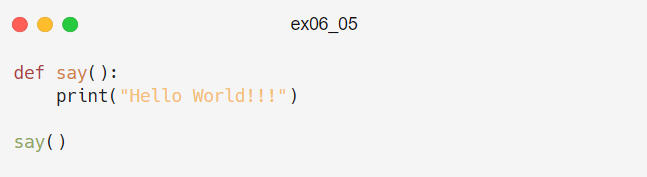 ex06_05
def say():
    print("Hello World!!!")
say()